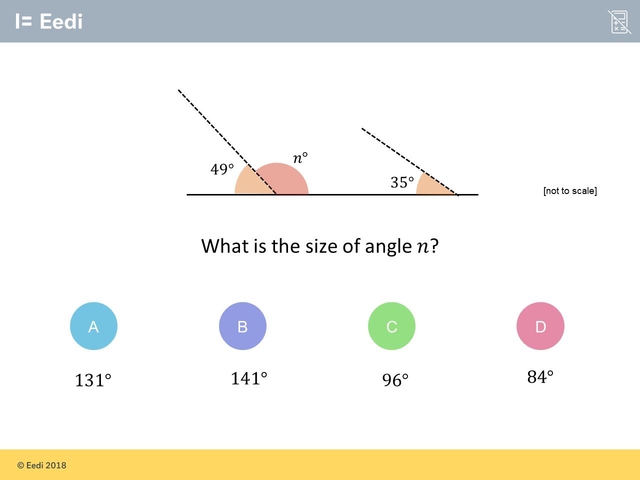 I= Eedi
49°
n°
35°
[not to scale]
What is the size of angle n?
A
B
C
D
131°
141°
96°
84°
© Eedi 2018